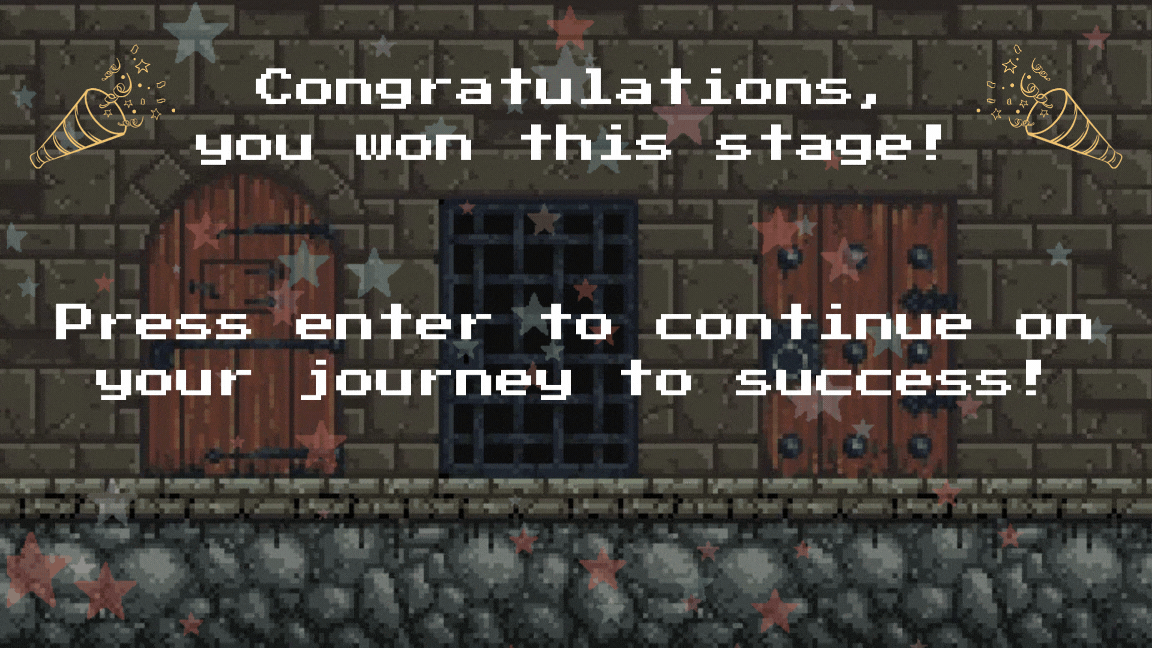 Congratulations,
you won this stage!
Press enter to continue on
your journey to success!